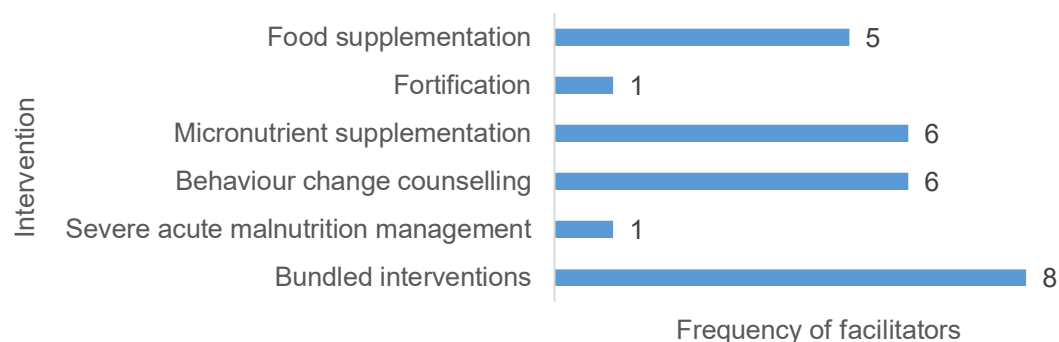 Intervention
Food supplementation 5
Fortification 1
Micronutrient supplementation 6
Behaviour change counselling 6
Severe acute malnutrition management 1
Bundled interventions 8
Frequency of facilitators